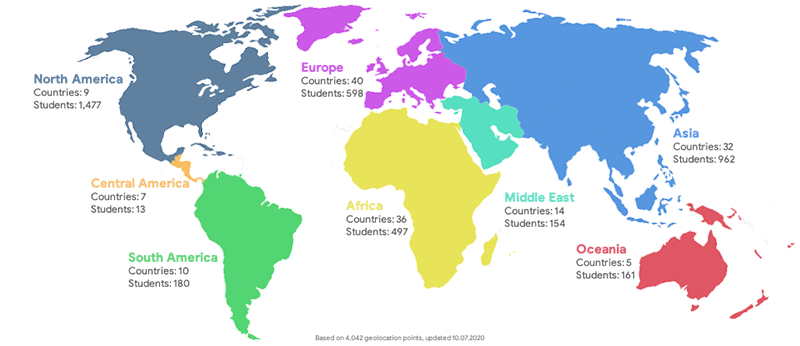 North America
Countries: 9
Students: 1,477
Europe
Countries: 40
Students: 598
Asia
Countries: 32
Students: 962
Central America
Countries: 7
Students: 13
Africa
Countries: 36
Students: 497
Middle East
Countries: 14
Students: 154
South America
Countries: 10
Students: 180
Oceania
Countries: 5
Students: 161
Based on 4,042 geolocation points, updated 10.07.2020